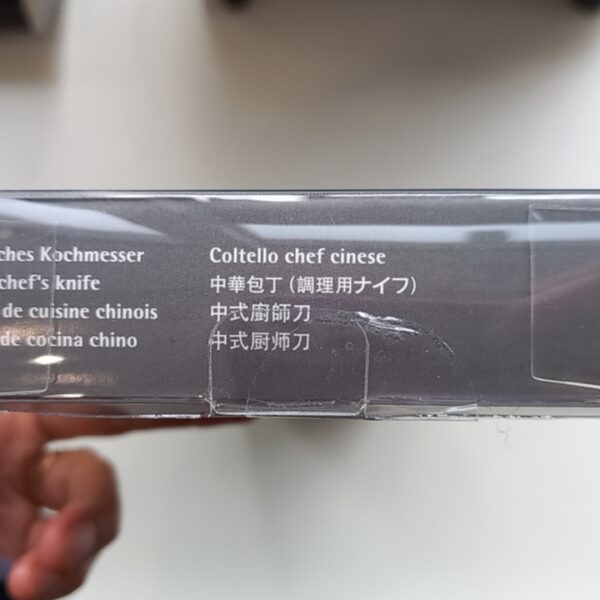 ches Kochmesser
chef's knife
de cuisine chinois
de cocina chino
Coltello chef cinese
中華包丁(調理用ナイフ)
中式廚師刀
中式厨师刀